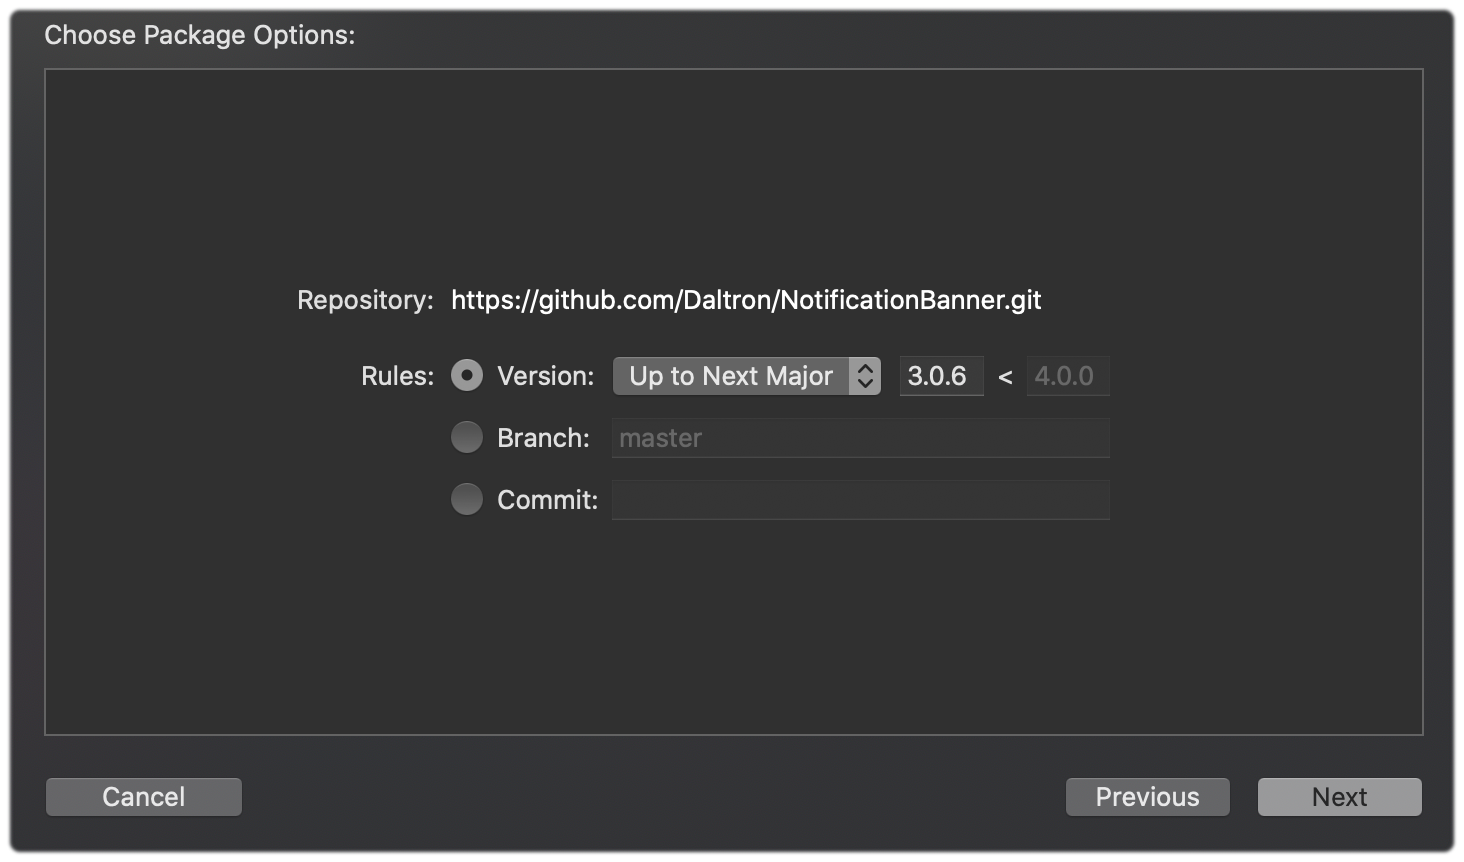 Choose Package Options:
Repository: https://github.com/Daltron/NotificationBanner.git
Rules: Version: Up to Next Major 3.0.6 < 4.0.0
Branch: master
Commit:
Cancel Previous Next